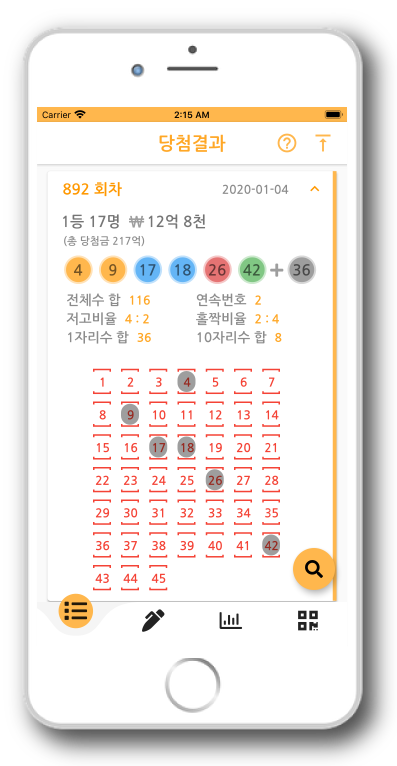 Carrier 2:15 AM
당첨결과
892 회차 2020-01-04
1등 17명 ₩ 12억 8천
(총 당첨금 217억)
4 9 17 18 26 42 + 36
전체수 합 116 연속번호 2
저고비율 4 : 2 홀짝비율 2 : 4
1자리수 합 36 10자리수 합 8
1 2 3 4 5 6 7
8 9 10 11 12 13 14
15 16 17 18 19 20 21
22 23 24 25 26 27 28
29 30 31 32 33 34 35
36 37 38 39 40 41 42
43 44 45